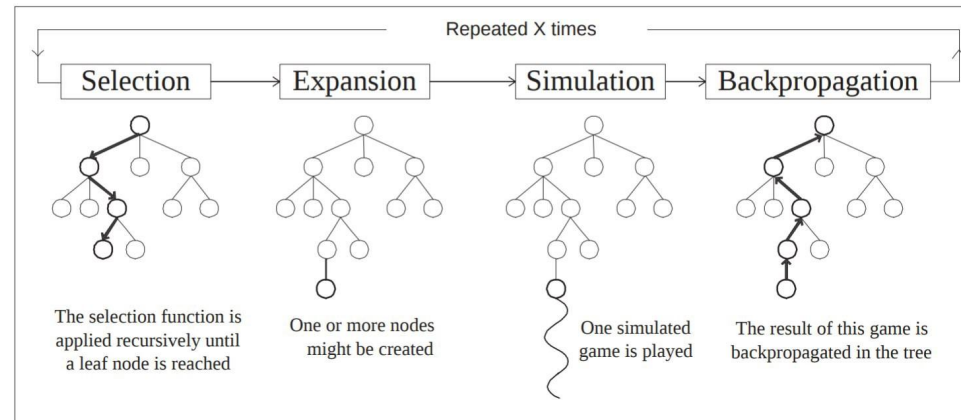 Repeated X times
Selection
Expansion
Simulation
Backpropagation
The selection function is
applied recursively until
a leaf node is reached
One or more nodes
might be created
One simulated
game is played
The result of this game is
backpropagated in the tree